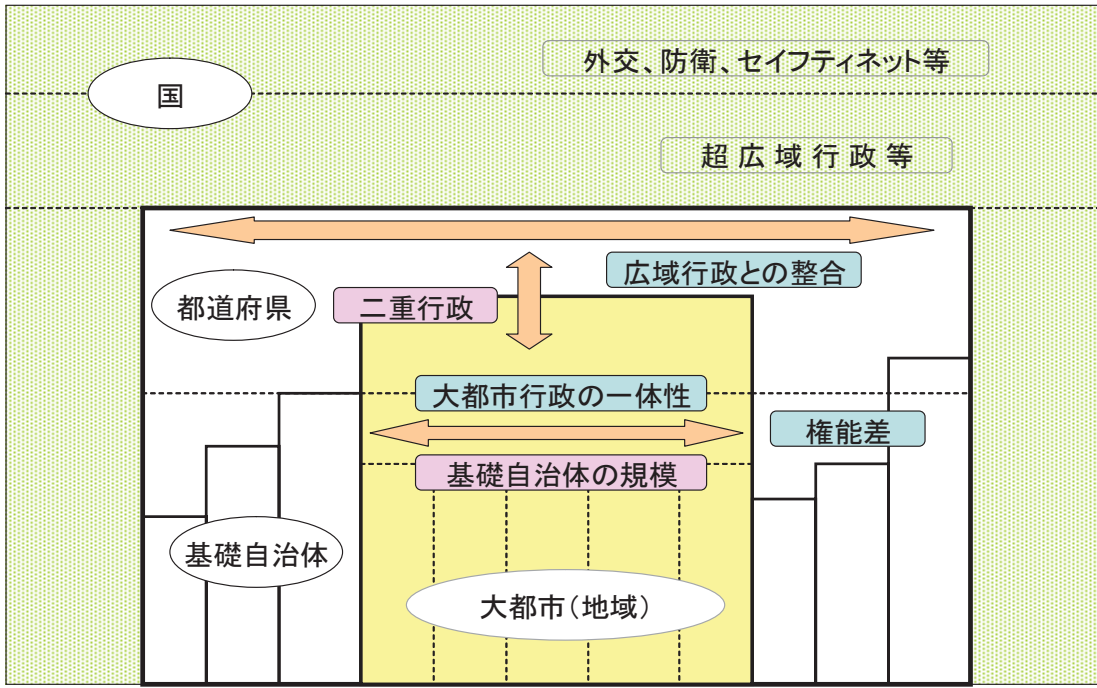 外交、防衛、セイフティネット等
国
超広域行政等
広域行政との整合
都道府県
二重行政
大都市行政の一体性
権能差
基礎自治体の規模
基礎自治体
大都市（地域）